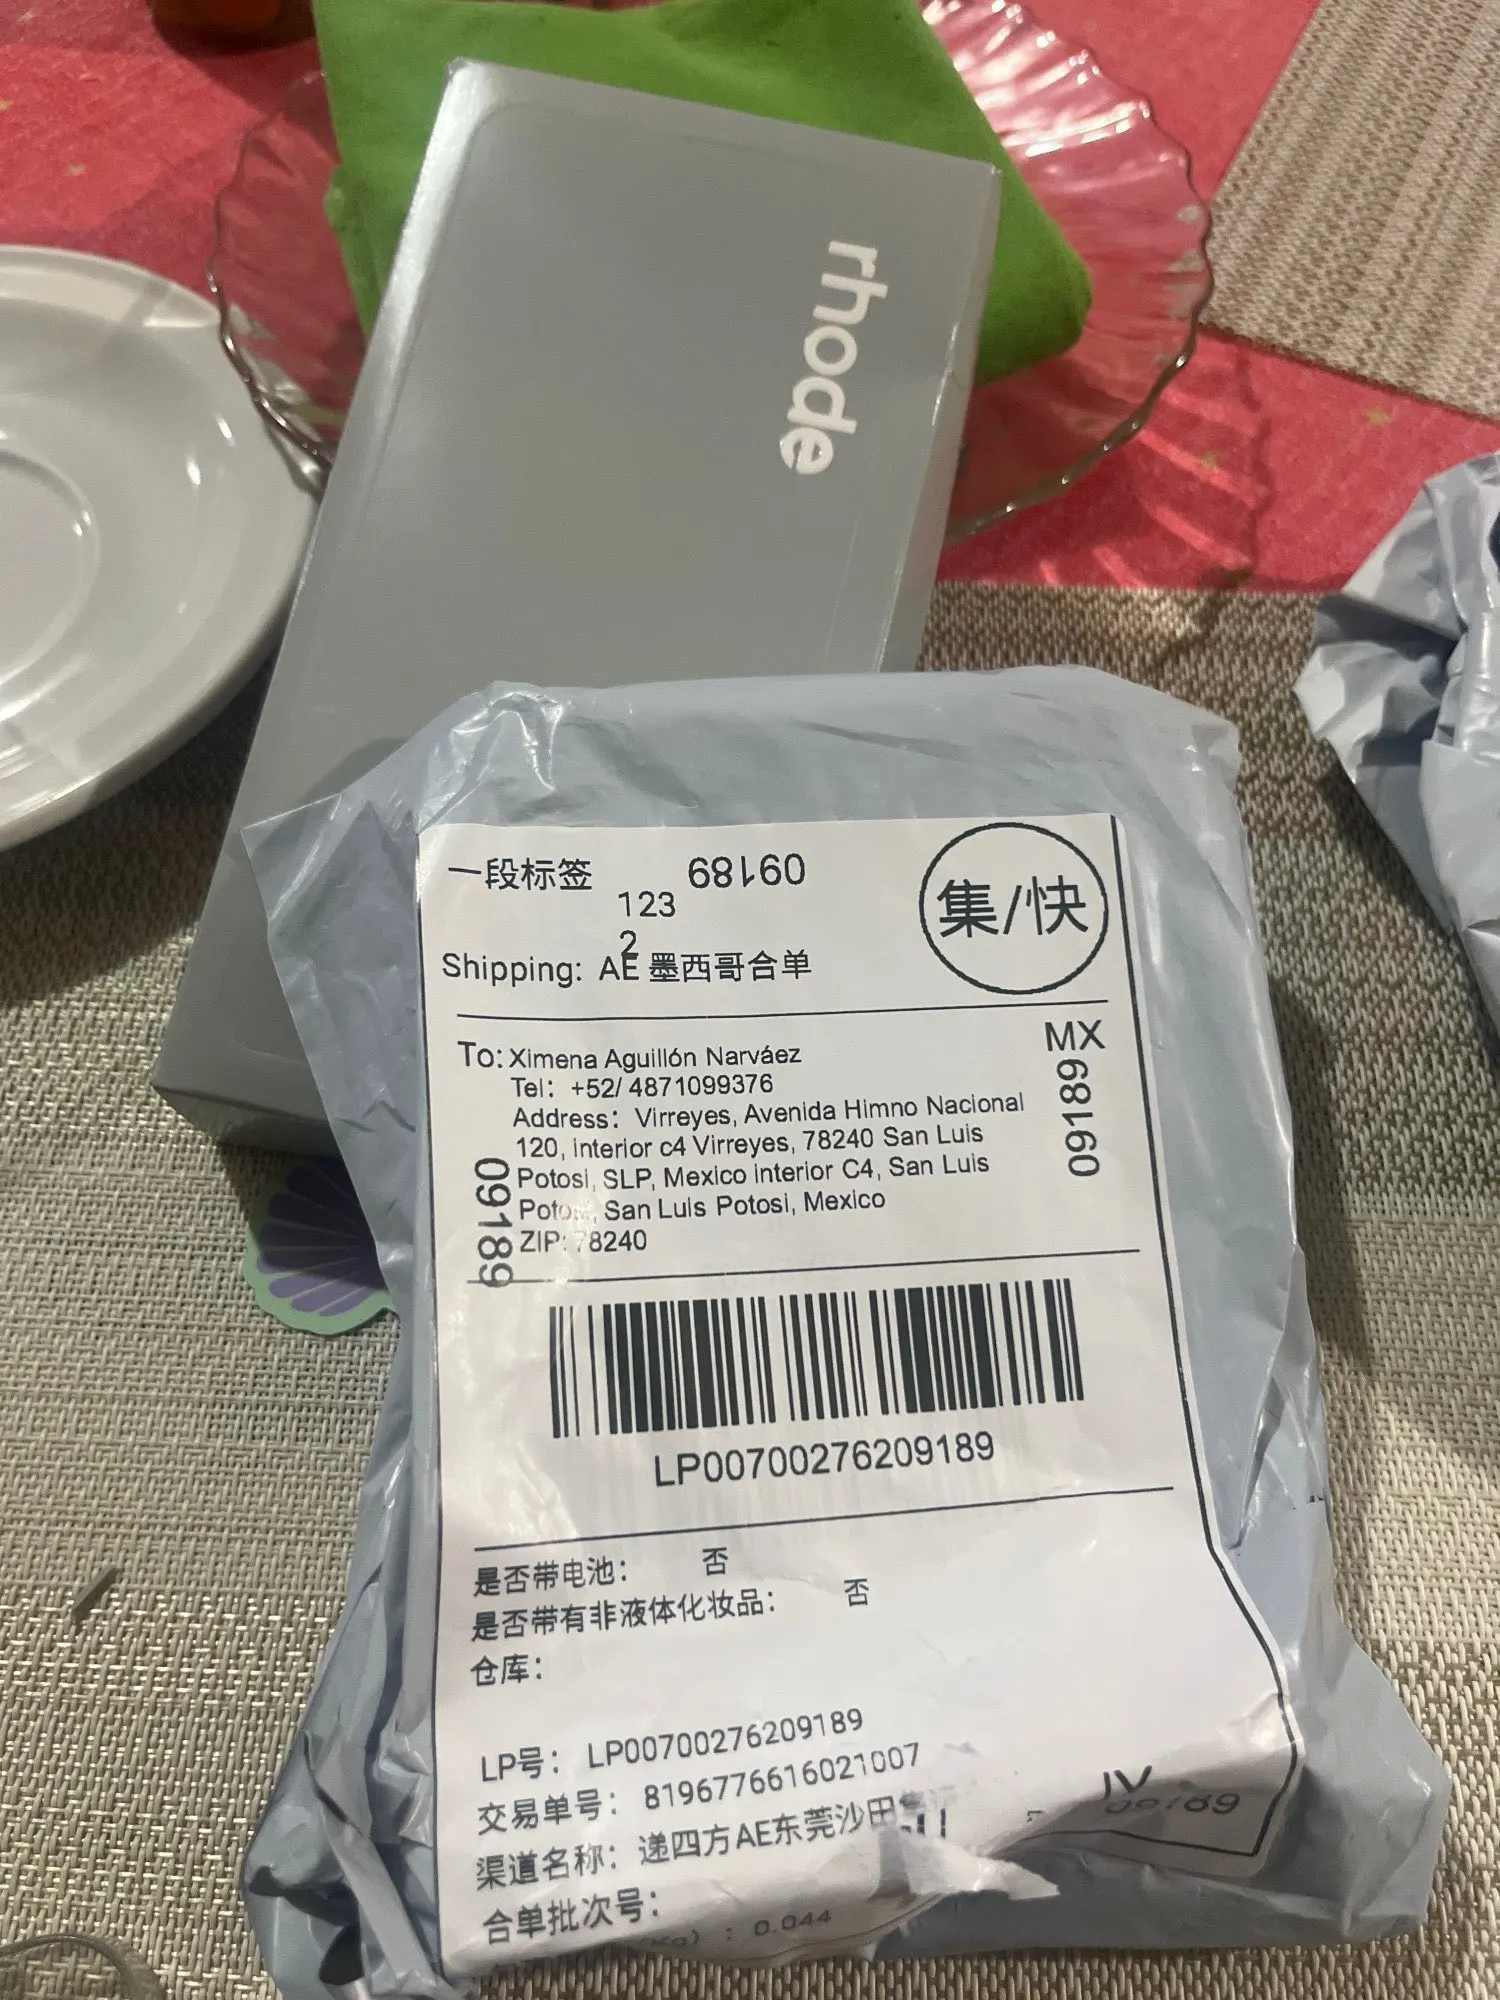 rhode
一段标签
09189
123
2
集/快
Shipping: AE 墨西哥合单
MX
09189
To: Ximena Aguillón Narváez
Tel: +52/ 4871099376
Address: Virreyes, Avenida Himno Nacional
120, interior c4 Virreyes, 78240 San Luis
Potosi, SLP, Mexico interior C4, San Luis
San Luis Potosi, Mexico
ZIP: 78240
09189
LP00700276209189
是否带电池： 否
是否带有非液体化妆品： 否
仓库：
LP号： LP00700276209189
交易单号： 8196776616021007
渠道名称： 递四方AE东莞沙田
09189
合单批次号：
: 0.044